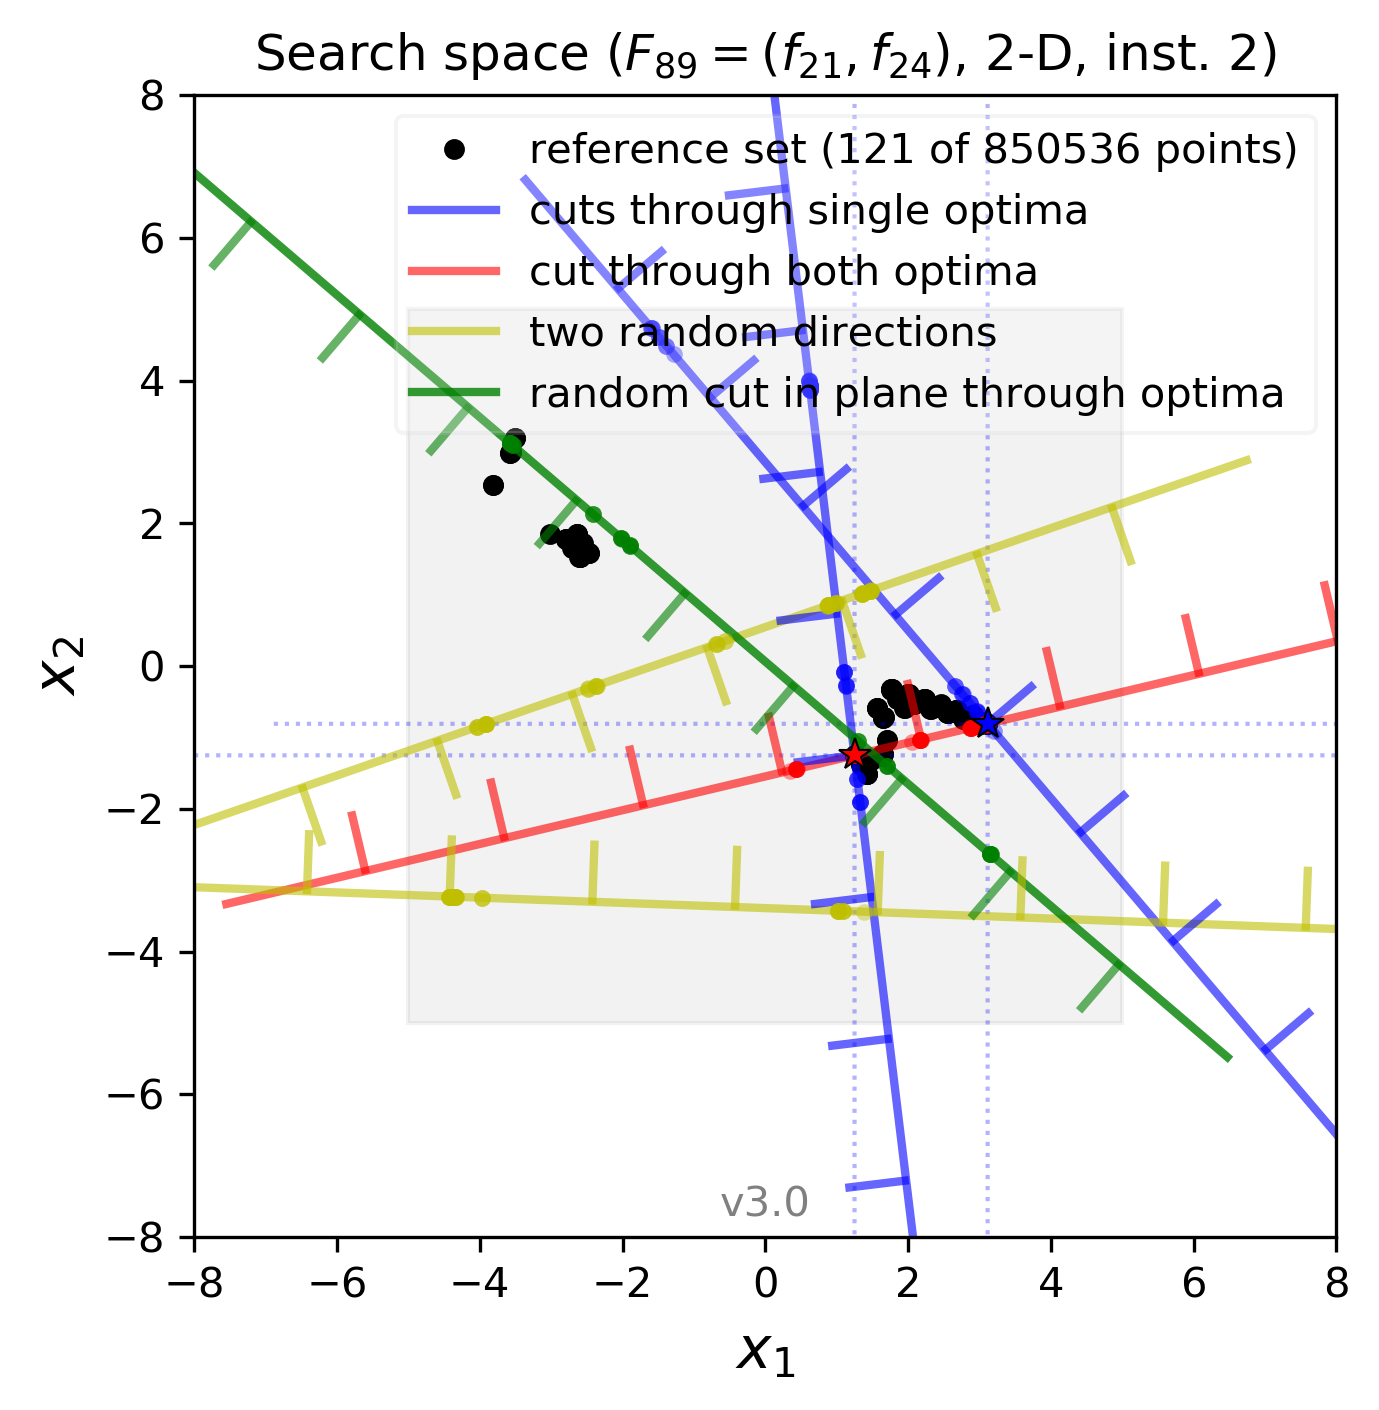 Search space (F₈₉ = (f₂₁, f₂₄), 2-D, inst. 2)
8
6
4
2
0
−2
−4
−6
−8
x₂
reference set (121 of 850536 points)
cuts through single optima
cut through both optima
two random directions
random cut in plane through optima
v3.0
−8 −6 −4 −2 0 2 4 6 8
x₁